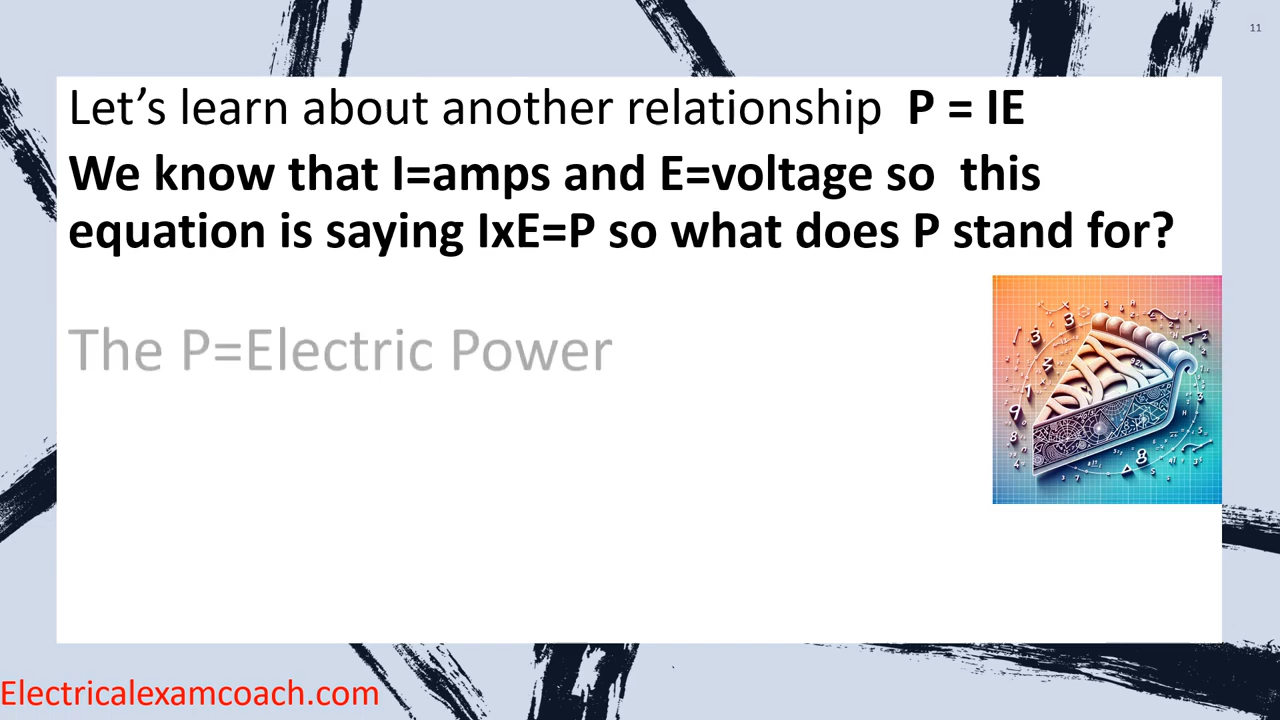 11
Let’s learn about another relationship  P = IE
We know that I=amps and E=voltage so  this
equation is saying IxE=P so what does P stand for?
The P=Electric Power
Electricalexamcoach.com